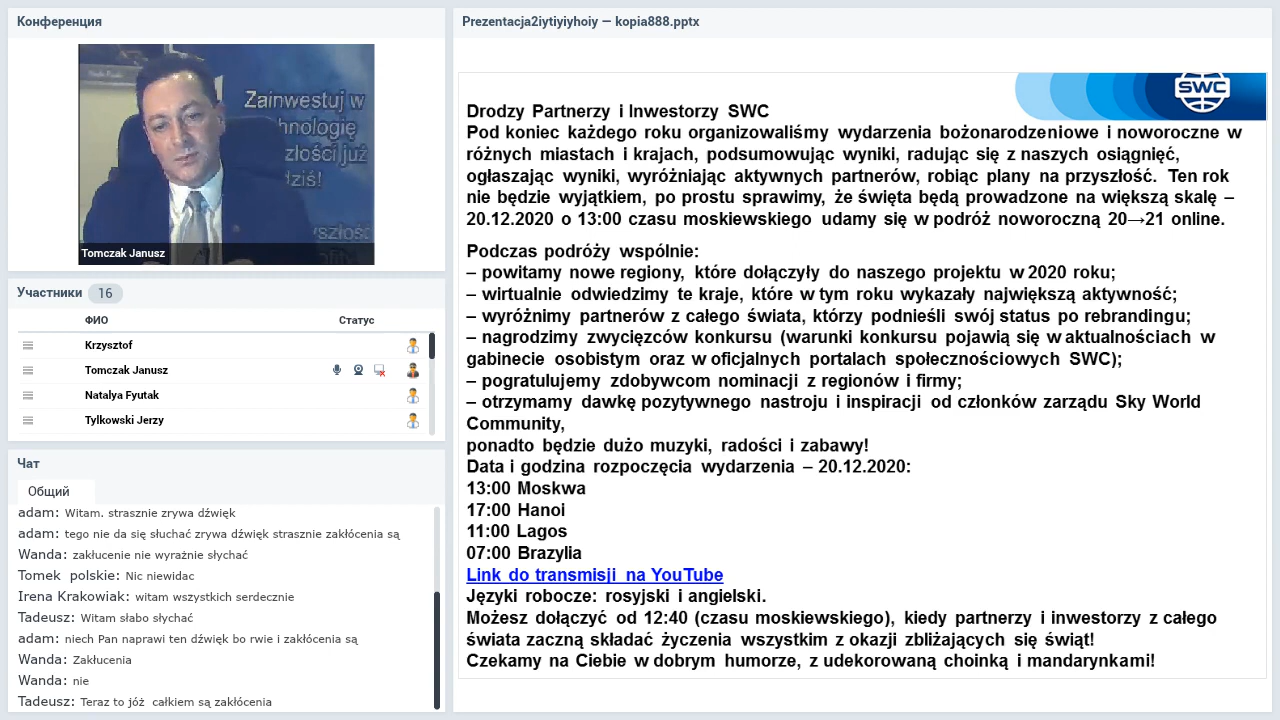 Конференция
Zainwestuj w
hnologię
złości już
dziś!
yszłość
Tomczak Janusz
Участники 16
ФИО Статус
Krzysztof
Tomczak Janusz
Natalya Fyutak
Tylkowski Jerzy
Чат
Общий
adam: Witam. strasznie zrywa dźwięk
adam: tego nie da się słuchać zrywa dźwięk strasznie zakłócenia są
Wanda: zakłucenie nie wyrażnie słychać
Tomek polskie: Nic niewidac
Irena Krakowiak: witam wszystkich serdecznie
Tadeusz: Witam słabo słychać
adam: niech Pan naprawi ten dźwięk bo rwie i zakłócenia są
Wanda: Zakłucenia
Wanda: nie
Tadeusz: Teraz to jóż całkiem są zakłócenia
Prezentacja2iytiyiyhoiy — kopia888.pptx
SWC
Drodzy Partnerzy i Inwestorzy SWC
Pod koniec każdego roku organizowaliśmy wydarzenia bożonarodzeniowe i noworoczne w
różnych miastach i krajach, podsumowując wyniki, radując się z naszych osiągnięć,
ogłaszając wyniki, wyróżniając aktywnych partnerów, robiąc plany na przyszłość. Ten rok
nie będzie wyjątkiem, po prostu sprawimy, że święta będą prowadzone na większą skalę –
20.12.2020 o 13:00 czasu moskiewskiego udamy się w podróż noworoczną 20→21 online.
Podczas podróży wspólnie:
– powitamy nowe regiony, które dołączyły do naszego projektu w 2020 roku;
– wirtualnie odwiedzimy te kraje, które w tym roku wykazały największą aktywność;
– wyróżnimy partnerów z całego świata, którzy podnieśli swój status po rebrandingu;
– nagrodzimy zwycięzców konkursu (warunki konkursu pojawią się w aktualnościach w
gabinecie osobistym oraz w oficjalnych portalach społecznościowych SWC);
– pogratulujemy zdobywcom nominacji z regionów i firmy;
– otrzymamy dawkę pozytywnego nastroju i inspiracji od członków zarządu Sky World
Community,
ponadto będzie dużo muzyki, radości i zabawy!
Data i godzina rozpoczęcia wydarzenia – 20.12.2020:
13:00 Moskwa
17:00 Hanoi
11:00 Lagos
07:00 Brazylia
Link do transmisji na YouTube
Języki robocze: rosyjski i angielski.
Możesz dołączyć od 12:40 (czasu moskiewskiego), kiedy partnerzy i inwestorzy z całego
świata zaczną składać życzenia wszystkim z okazji zbliżających się świąt!
Czekamy na Ciebie w dobrym humorze, z udekorowaną choinką i mandarynkami!